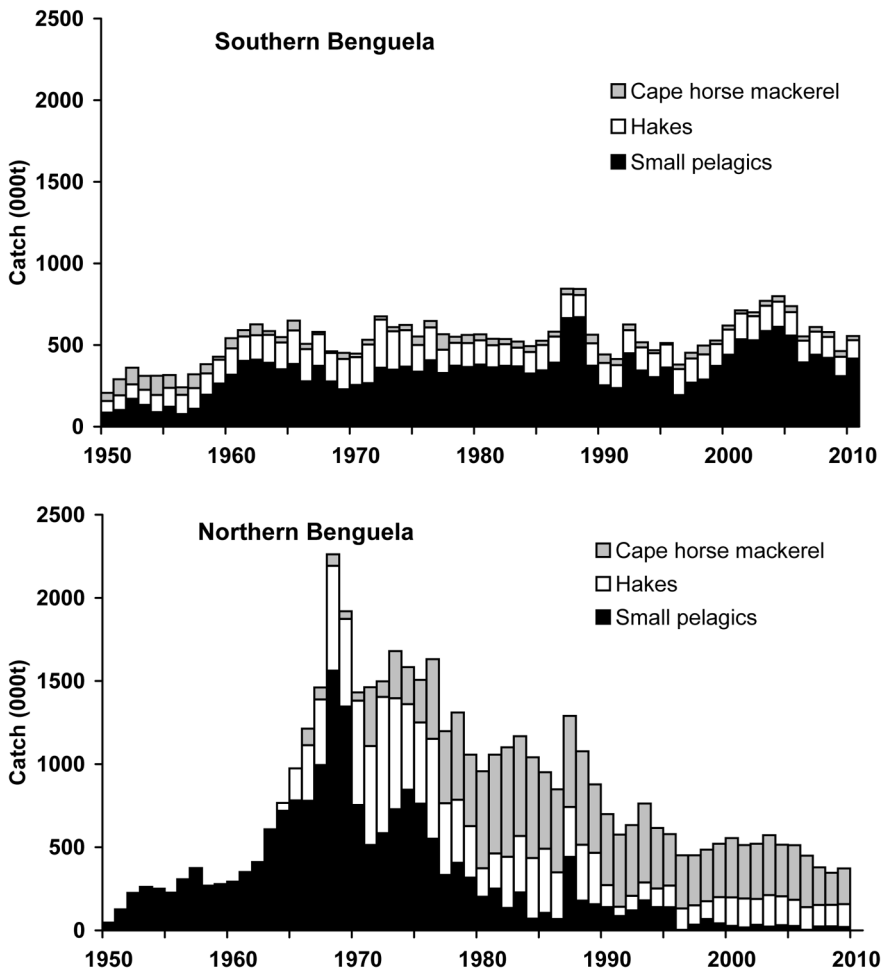 Southern Benguela
Cape horse mackerel
Hakes
Small pelagics
Catch (000t)
2500
2000
1500
1000
500
0
1950 1960 1970 1980 1990 2000 2010
Northern Benguela
Cape horse mackerel
Hakes
Small pelagics
Catch (000t)
2500
2000
1500
1000
500
0
1950 1960 1970 1980 1990 2000 2010